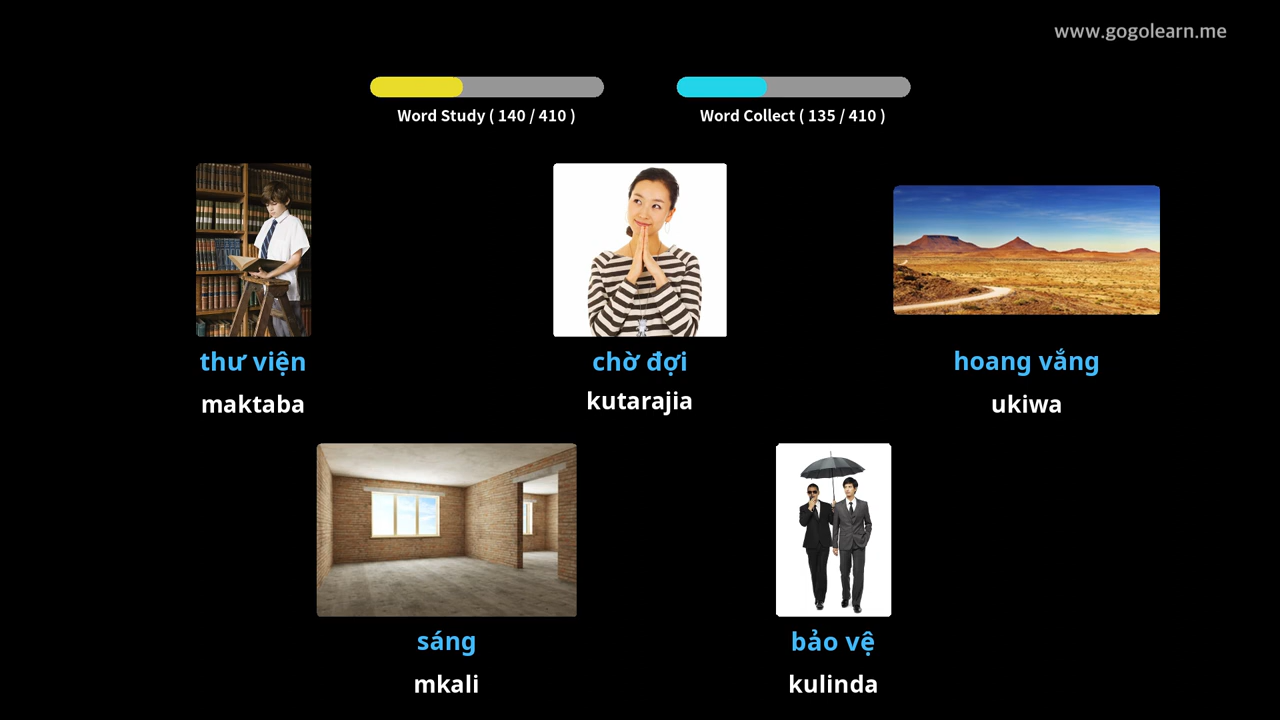 www.gogolearn.me
Word Study ( 140 / 410 )
Word Collect ( 135 / 410 )
thư viện
maktaba
chờ đợi
kutarajia
hoang vắng
ukiwa
sáng
mkali
bảo vệ
kulinda